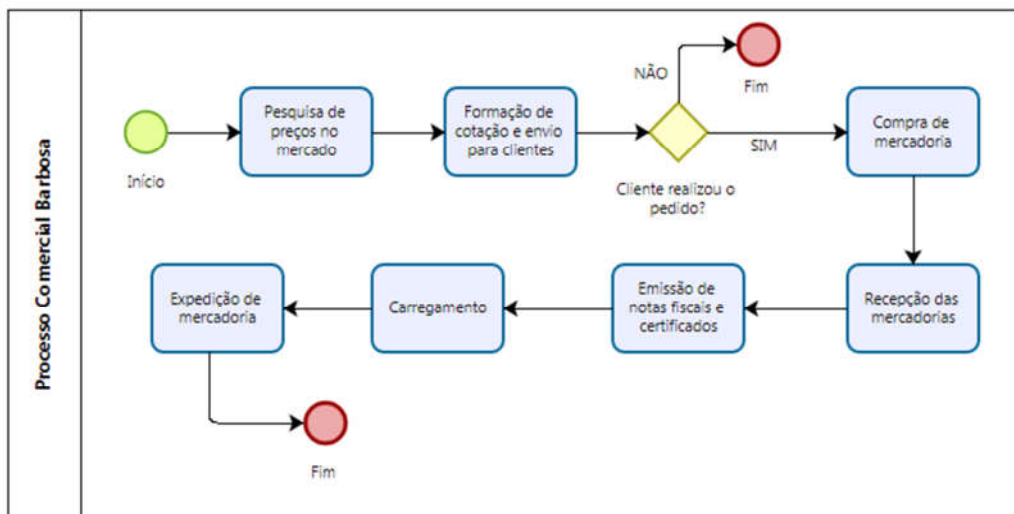 Processo Comercial Barbosa
Início
Pesquisa de
preços no
mercado
Formação de
cotação e envio
para clientes
NÃO
Fim
SIM
Cliente realizou o
pedido?
Compra de
mercadoria
Recepção das
mercadorias
Emissão de
notas fiscais e
certificados
Carregamento
Expedição de
mercadoria
Fim